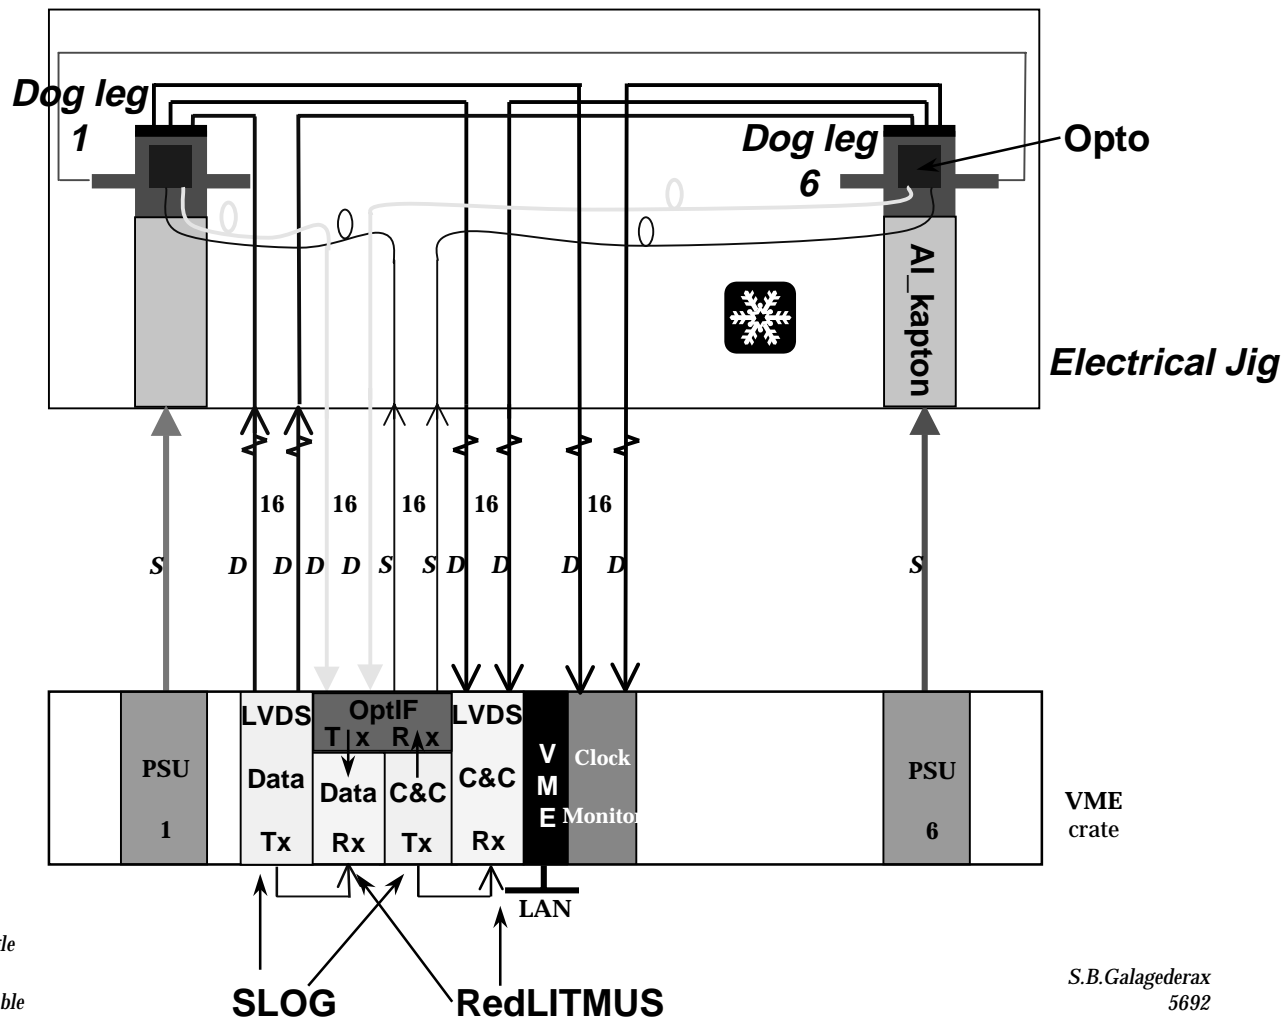 Dog leg
1
Dog leg
6
Opto
Al_kapton
Electrical Jig
16 16 16 16 16
S D D D D S S D D D D S
LVDS OptIF LVDS
Tx Rx
PSU
1
Data
Tx
Data
Rx
C&C
Tx
C&C
Rx
VME
Clock
Monitor
PSU
6
VME
crate
LAN
SLOG RedLITMUS
S.B.Galagederax
5692